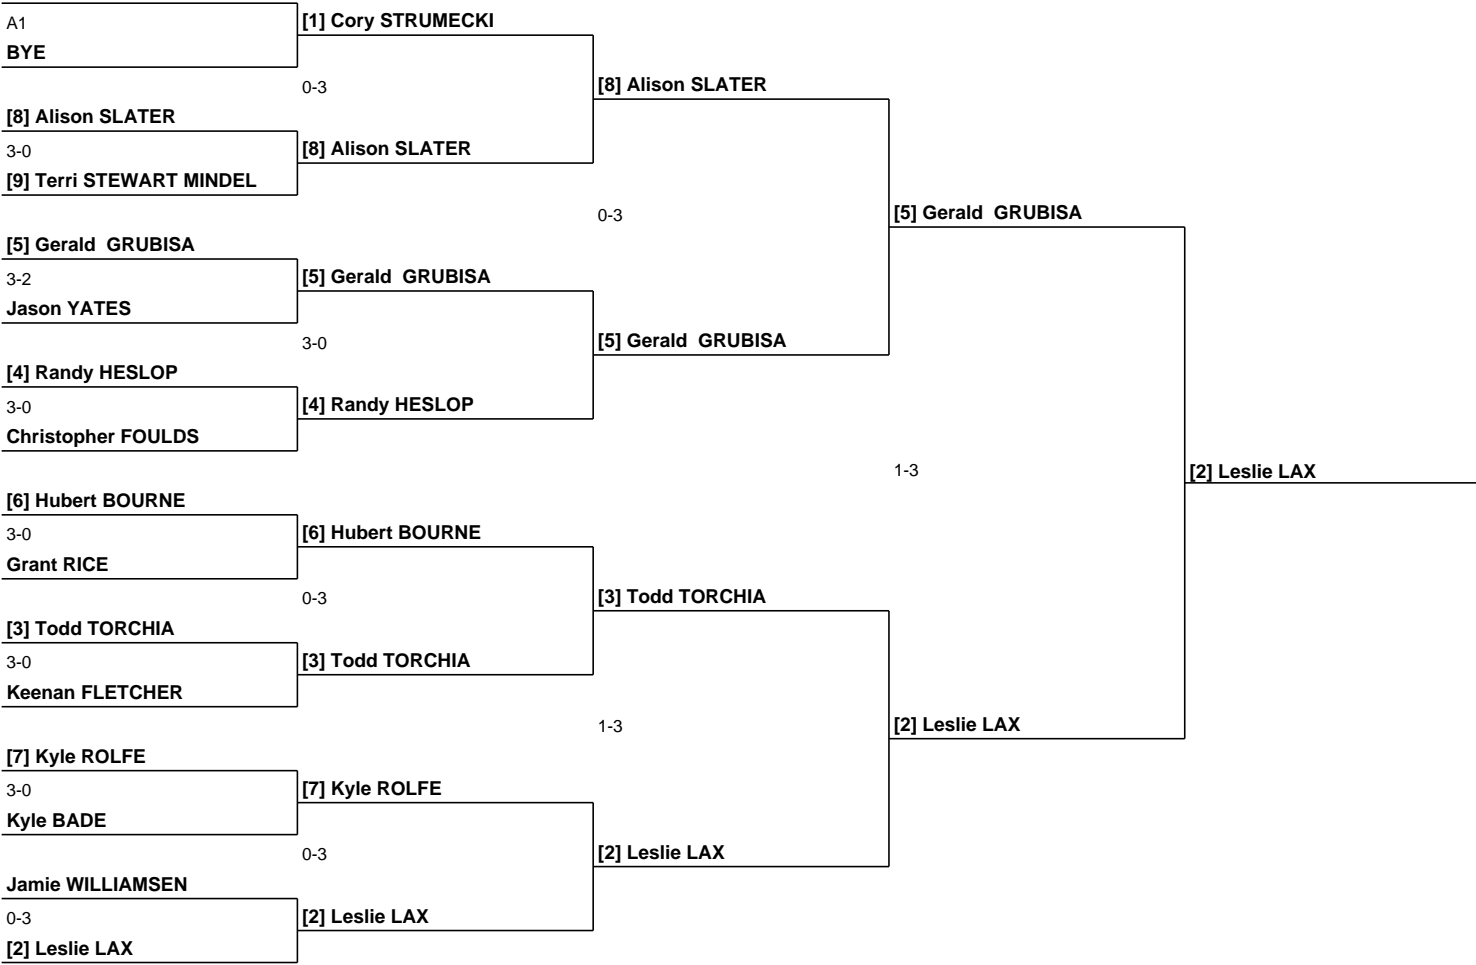 A1
BYE
[8] Alison SLATER
3-0
[9] Terri STEWART MINDEL
[5] Gerald  GRUBISA
3-2
Jason YATES
[4] Randy HESLOP
3-0
Christopher FOULDS
[6] Hubert BOURNE
3-0
Grant RICE
[3] Todd TORCHIA
3-0
Keenan FLETCHER
[7] Kyle ROLFE
3-0
Kyle BADE
Jamie WILLIAMSEN
0-3
[2] Leslie LAX
[1] Cory STRUMECKI
0-3
[8] Alison SLATER
[5] Gerald  GRUBISA
3-0
[4] Randy HESLOP
[6] Hubert BOURNE
0-3
[3] Todd TORCHIA
[7] Kyle ROLFE
0-3
[2] Leslie LAX
[8] Alison SLATER
0-3
[5] Gerald  GRUBISA
[3] Todd TORCHIA
1-3
[2] Leslie LAX
[5] Gerald  GRUBISA
1-3
[2] Leslie LAX
[2] Leslie LAX